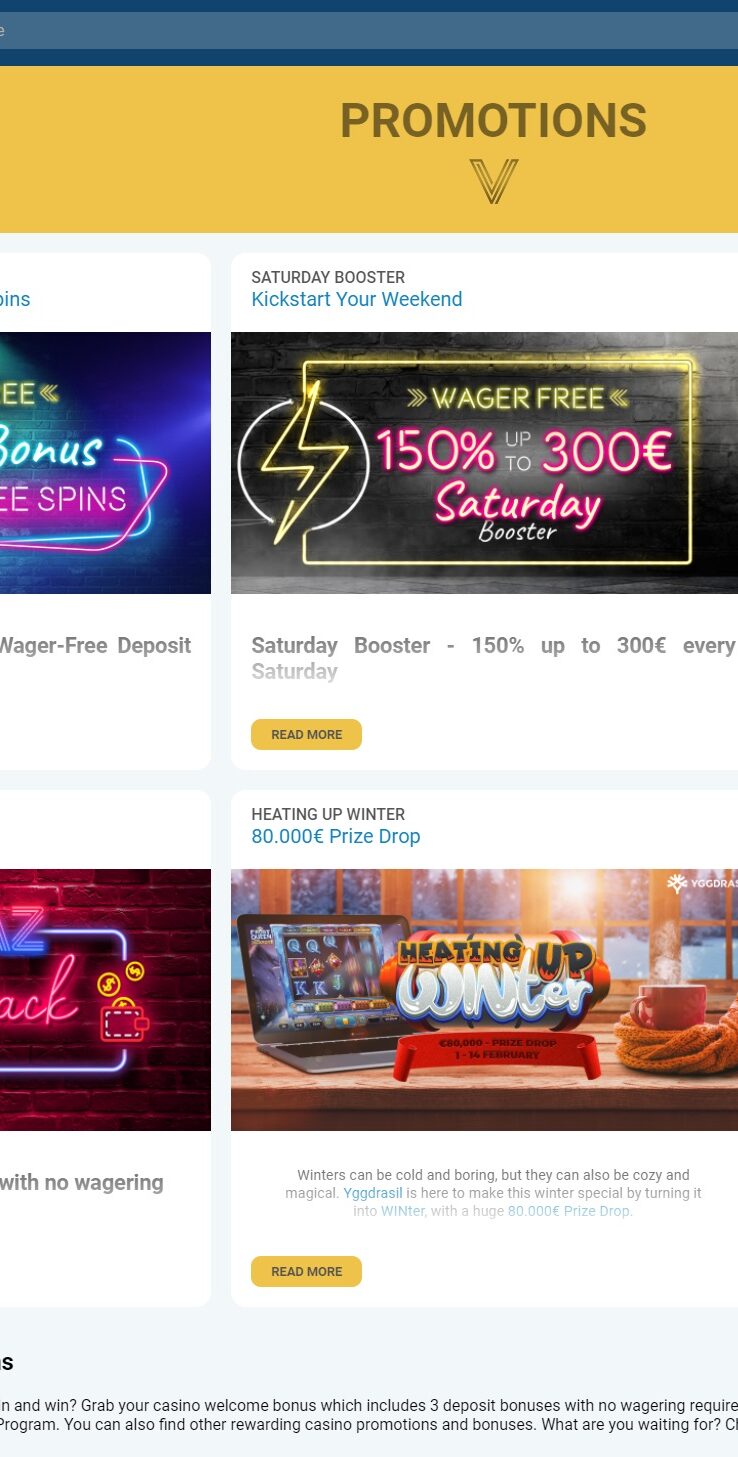 e
PROMOTIONS
SATURDAY BOOSTER
Kickstart Your Weekend
EE
Bonus
EE SPINS
WAGER FREE
150% UP TO 300€
Saturday
Booster
Wager-Free Deposit
Saturday Booster - 150% up to 300€ every
Saturday
READ MORE
HEATING UP WINTER
80.000€ Prize Drop
AZ
ack
YGGDRAS
HEATING UP
WINter
€80,000 - PRIZE DROP
1 - 14 FEBRUARY
with no wagering
Winters can be cold and boring, but they can also be cozy and
magical. Yggdrasil is here to make this winter special by turning it
into WINter, with a huge 80.000€ Prize Drop.
READ MORE
in and win? Grab your casino welcome bonus which includes 3 deposit bonuses with no wagering require
Program. You can also find other rewarding casino promotions and bonuses. What are you waiting for?